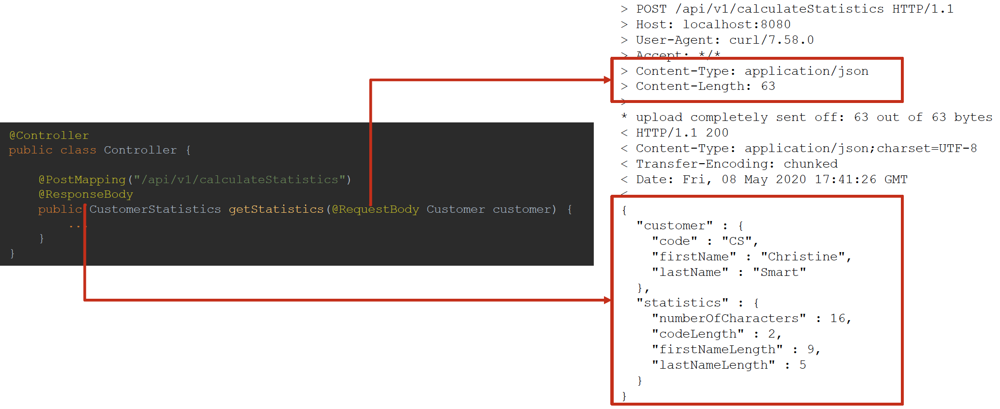 @Controller
public class Controller {
@PostMapping("/api/v1/calculateStatistics")
@ResponseBody
public CustomerStatistics getStatistics(@RequestBody Customer customer) {
...
}
}
> POST /api/v1/calculateStatistics HTTP/1.1
> Host: localhost:8080
> User-Agent: curl/7.58.0
> Accept: */*
> Content-Type: application/json
> Content-Length: 63
>
* upload completely sent off: 63 out of 63 bytes
< HTTP/1.1 200
< Content-Type: application/json;charset=UTF-8
< Transfer-Encoding: chunked
< Date: Fri, 08 May 2020 17:41:26 GMT
<
{
"customer" : {
"code" : "CS",
"firstName" : "Christine",
"lastName" : "Smart"
},
"statistics" : {
"numberOfCharacters" : 16,
"codeLength" : 2,
"firstNameLength" : 9,
"lastNameLength" : 5
}
}